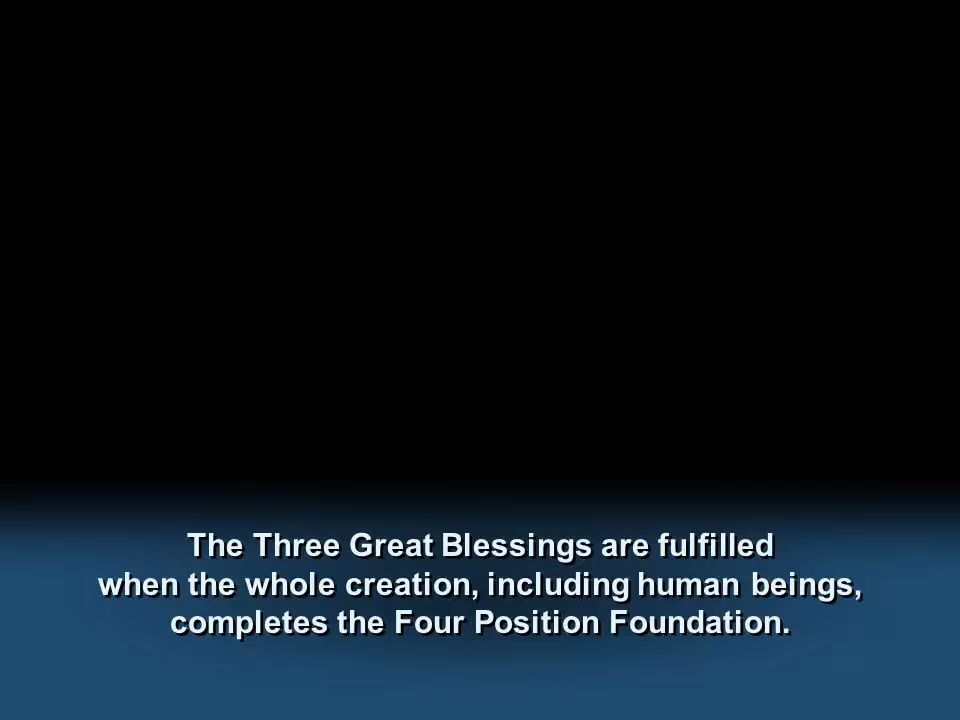 The Three Great Blessings are fulfilled
when the whole creation, including human beings,
completes the Four Position Foundation.